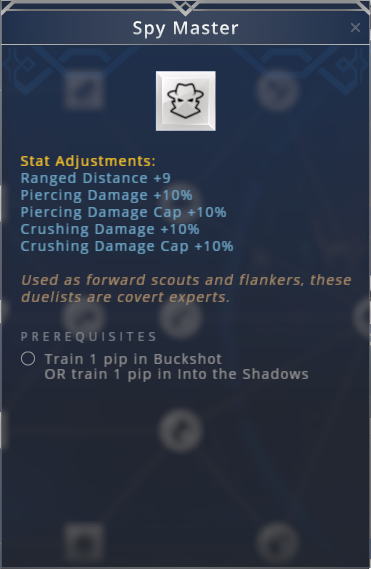 Spy Master
Stat Adjustments:
Ranged Distance +9
Piercing Damage +10%
Piercing Damage Cap +10%
Crushing Damage +10%
Crushing Damage Cap +10%
Used as forward scouts and flankers, these
duelists are covert experts.
PREREQUISITES
Train 1 pip in Buckshot
OR train 1 pip in Into the Shadows